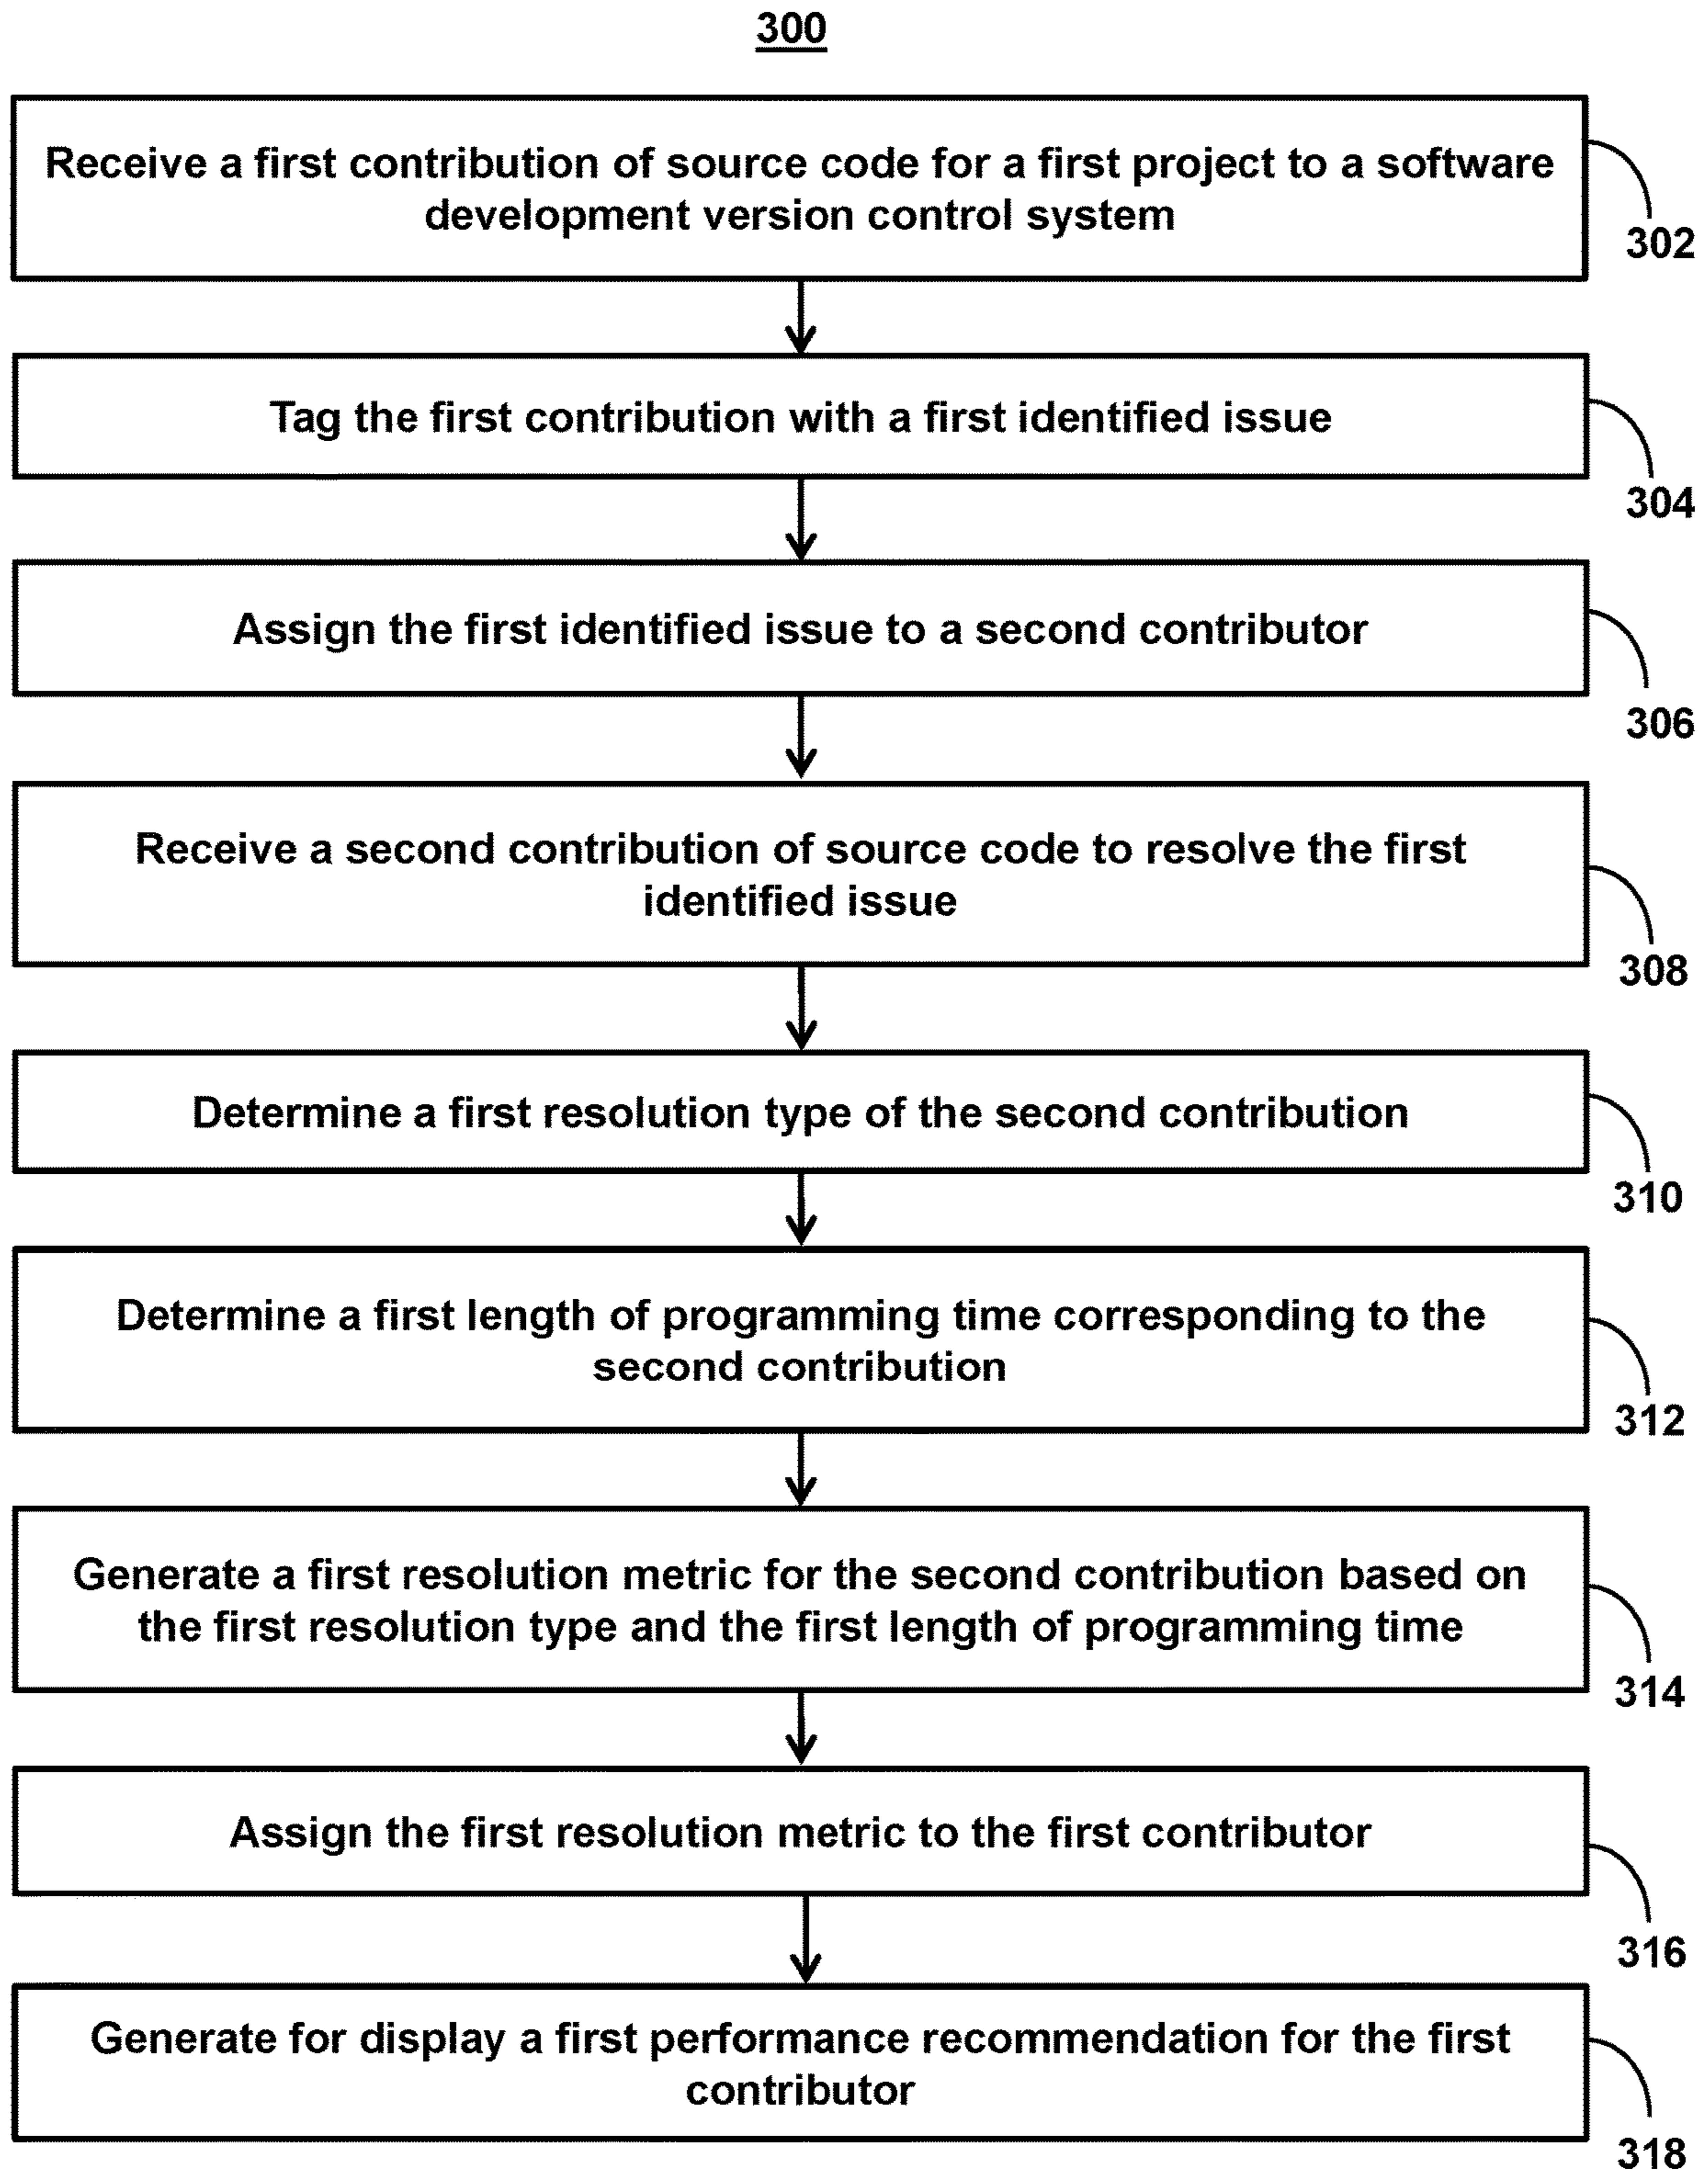 300
Receive a first contribution of source code for a first project to a software
development version control system
302
Tag the first contribution with a first identified issue
304
Assign the first identified issue to a second contributor
306
Receive a second contribution of source code to resolve the first
identified issue
308
Determine a first resolution type of the second contribution
310
Determine a first length of programming time corresponding to the
second contribution
312
Generate a first resolution metric for the second contribution based on
the first resolution type and the first length of programming time
314
Assign the first resolution metric to the first contributor
316
Generate for display a first performance recommendation for the first
contributor
318